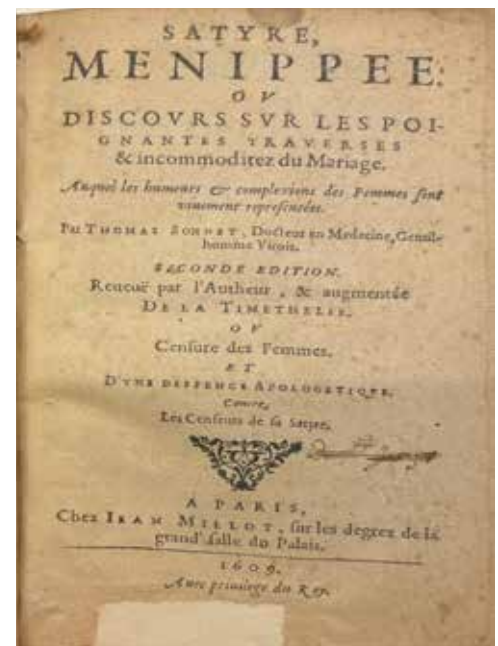 SATYRE,
MENIPPEE:
OV
DISCOVRS SVR LES POI-
GNANTES TRAVERSES
& incommoditez du Mariage.
Auquel les humeurs & complexions des Femmes sont
viuement representées.
Par THOMAS SONNET, Docteur en Medecine, Gentil-
homme Virois.
SECONDE EDITION.
Reueuë par l'Autheur, & augmentée
DE LA TIMETHELIE,
OV
Censure des Femmes.
ET
D'VNE DEFFENCE APOLOGETIQVE,
Contre,
Les Censeurs de sa Satyre.
A PARIS,
Chez IEAN MILLOT, sur les degrez de la
grand' salle du Palais.
1609.
Auec priuilege du Roy.